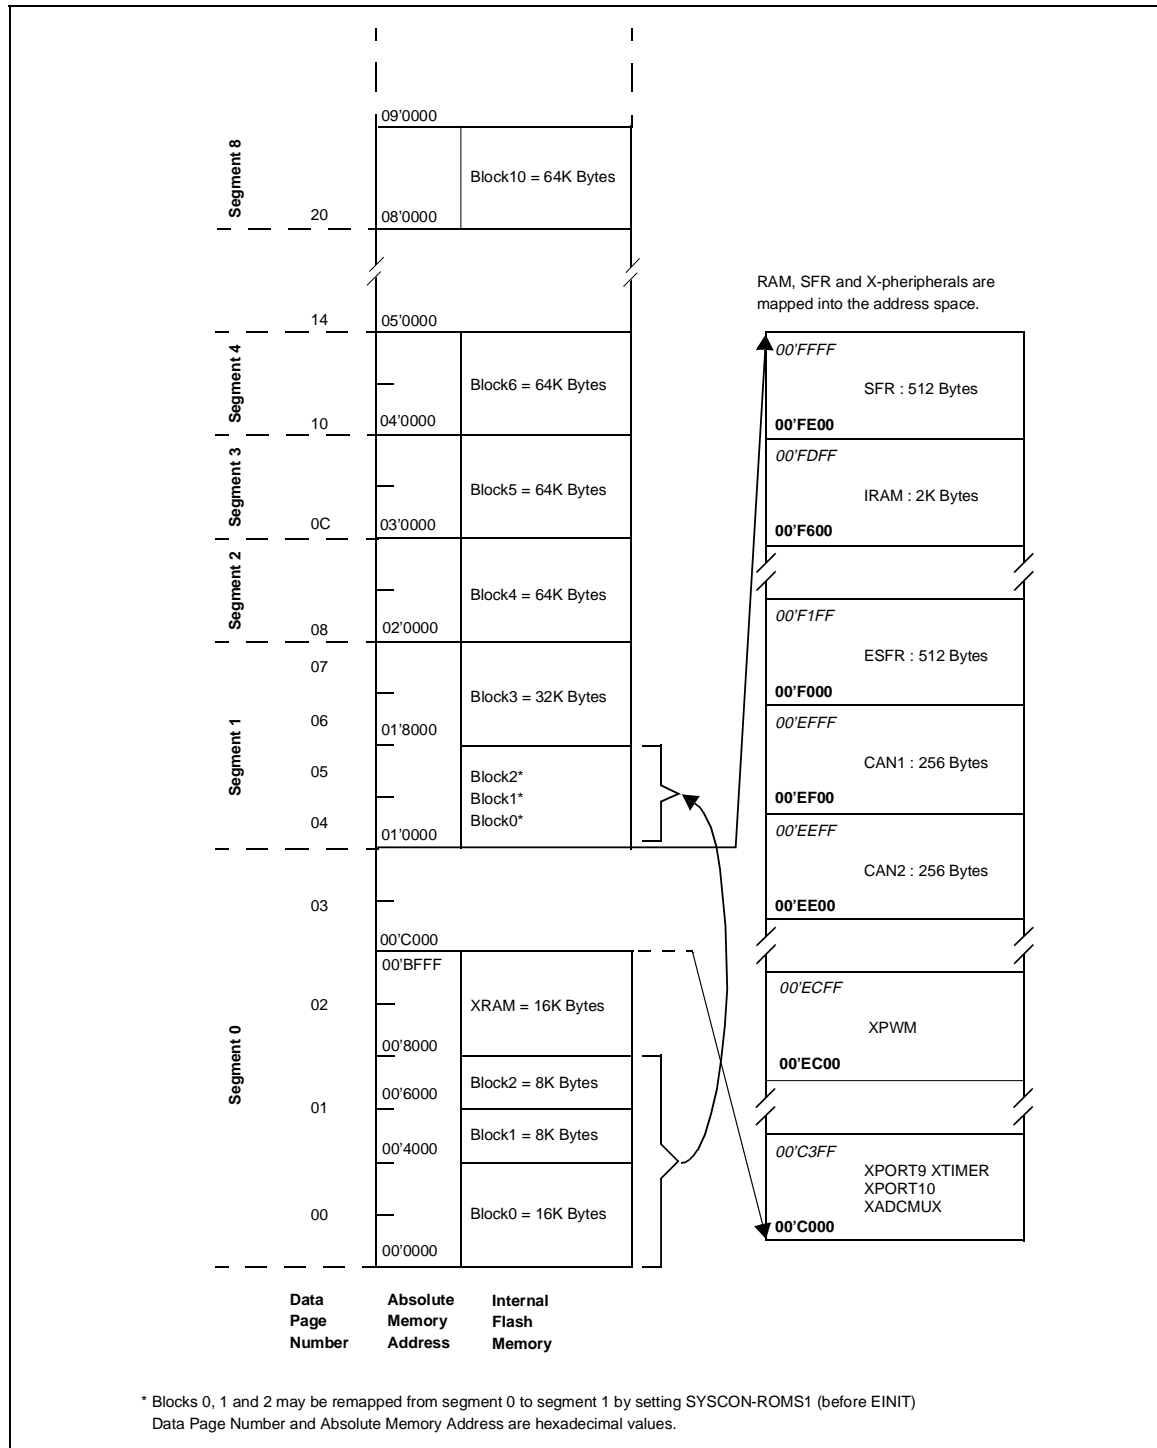 09'0000
Segment 8
Block10 = 64K Bytes
20
08'0000
RAM, SFR and X-pheripherals are
mapped into the address space.
14
05'0000
Segment 4
Block6 = 64K Bytes
10
04'0000
Segment 3
Block5 = 64K Bytes
0C
03'0000
Segment 2
Block4 = 64K Bytes
08
02'0000
Segment 1
07
Block3 = 32K Bytes
06
01'8000
05
Block2*
Block1*
Block0*
04
01'0000
Segment 0
03
00'C000
00'BFFF
02
XRAM = 16K Bytes
00'8000
Block2 = 8K Bytes
00'6000
01
Block1 = 8K Bytes
00'4000
00
Block0 = 16K Bytes
00'0000
00'FFFF
SFR : 512 Bytes
00'FE00
00'FDFF
IRAM : 2K Bytes
00'F600
00'F1FF
ESFR : 512 Bytes
00'F000
00'EFFF
CAN1 : 256 Bytes
00'EF00
00'EEFF
CAN2 : 256 Bytes
00'EE00
00'ECFF
XPWM
00'EC00
00'C3FF
XPORT9 XTIMER
XPORT10
XADCMUX
00'C000
Data
Page
Number
Absolute
Memory
Address
Internal
Flash
Memory
* Blocks 0, 1 and 2 may be remapped from segment 0 to segment 1 by setting SYSCON-ROMS1 (before EINIT)
Data Page Number and Absolute Memory Address are hexadecimal values.